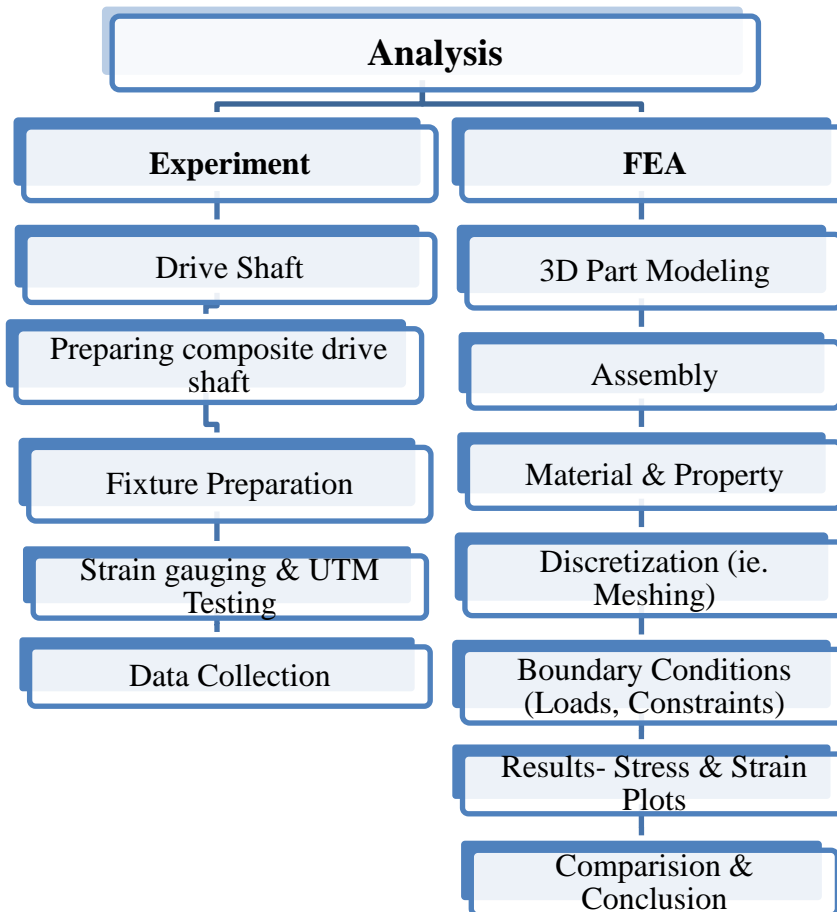 Analysis
Experiment
Drive Shaft
Preparing composite drive
shaft
Fixture Preparation
Strain gauging & UTM
Testing
Data Collection
FEA
3D Part Modeling
Assembly
Material & Property
Discretization (ie.
Meshing)
Boundary Conditions
(Loads, Constraints)
Results- Stress & Strain
Plots
Comparision &
Conclusion